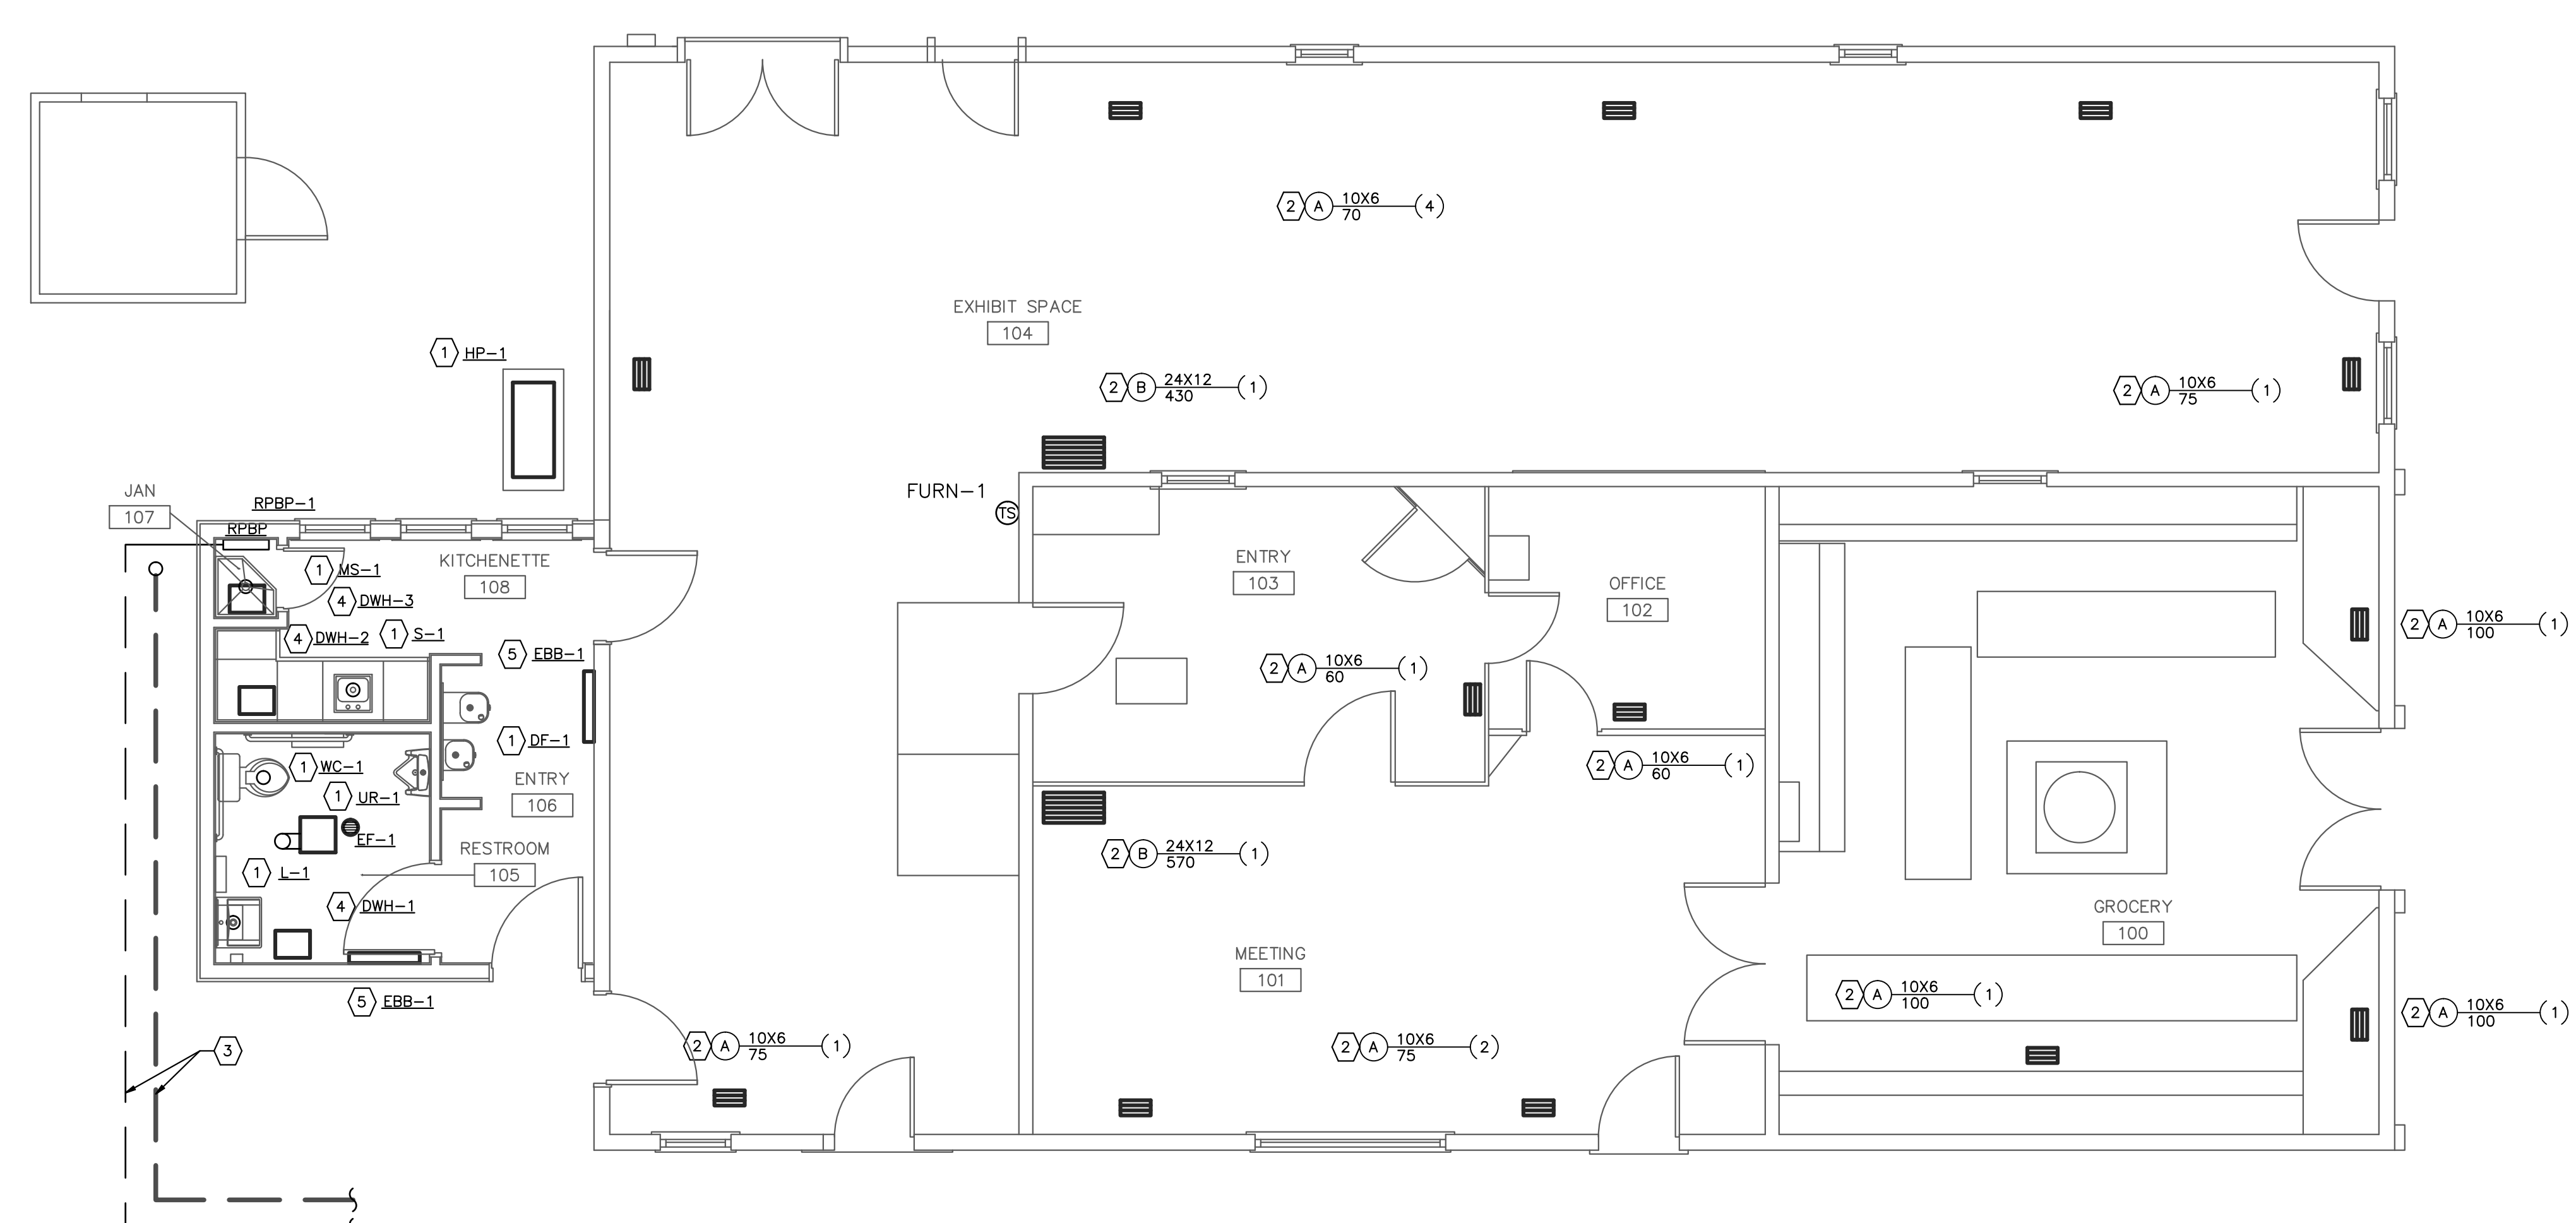 2 A 10X6 (4)
70
EXHIBIT SPACE
104
1 HP-1
2 B 24X12 (1)
430
2 A 10X6 (1)
75
JAN
107
RPBP-1
RPBP
FURN-1
TS
1 MS-1
KITCHENETTE
108
4 DWH-3
4 DWH-2
1 S-1
5 EBB-1
ENTRY
103
OFFICE
102
2 A 10X6 (1)
100
2 A 10X6 (1)
60
1 DF-1
1 WC-1
ENTRY
106
1 UR-1
2 A 10X6 (1)
60
EF-1
RESTROOM
105
2 B 24X12 (1)
570
1 L-1
4 DWH-1
GROCERY
100
MEETING
101
5 EBB-1
2 A 10X6 (1)
100
2 A 10X6 (1)
100
3
2 A 10X6 (1)
75
2 A 10X6 (2)
75